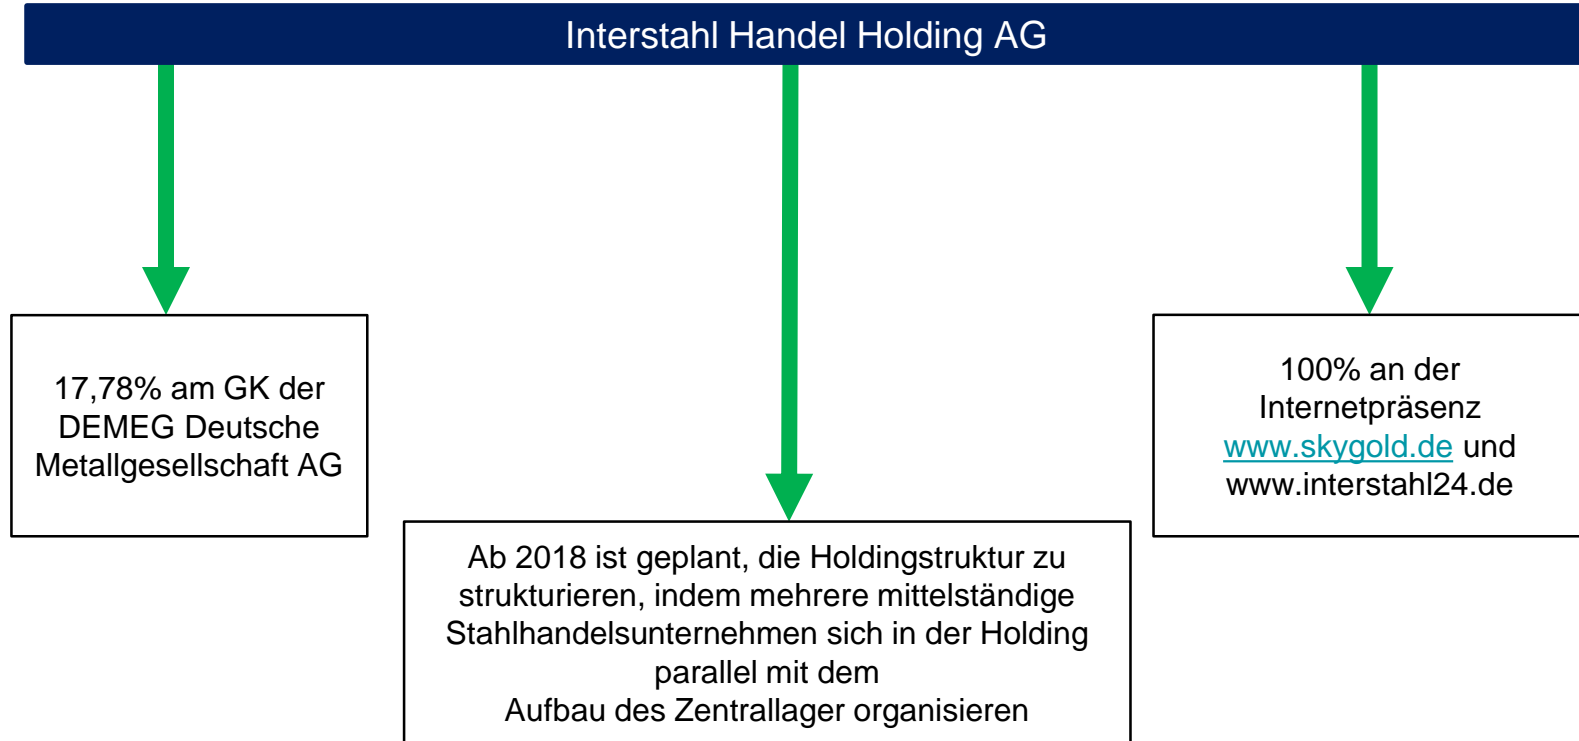 Interstahl Handel Holding AG
17,78% am GK der
DEMEG Deutsche
Metallgesellschaft AG
Ab 2018 ist geplant, die Holdingstruktur zu
strukturieren, indem mehrere mittelständige
Stahlhandelsunternehmen sich in der Holding
parallel mit dem
Aufbau des Zentrallager organisieren
100% an der
Internetpräsenz
www.skygold.de und
www.interstahl24.de